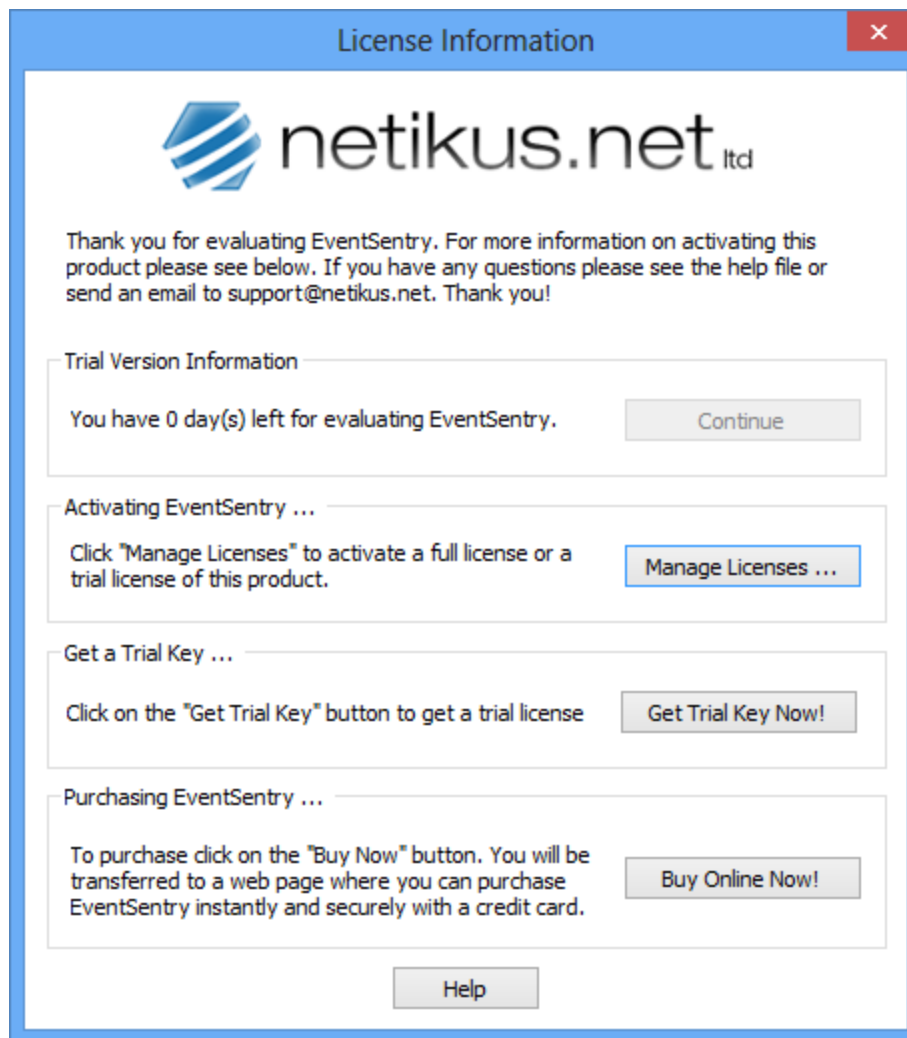 License Information
netikus.net ltd
Thank you for evaluating EventSentry. For more information on activating this
product please see below. If you have any questions please see the help file or
send an email to support@netikus.net. Thank you!
Trial Version Information
You have 0 day(s) left for evaluating EventSentry.
Continue
Activating EventSentry ...
Click "Manage Licenses" to activate a full license or a
trial license of this product.
Manage Licenses ...
Get a Trial Key ...
Click on the "Get Trial Key" button to get a trial license
Get Trial Key Now!
Purchasing EventSentry ...
To purchase click on the "Buy Now" button. You will be
transferred to a web page where you can purchase
EventSentry instantly and securely with a credit card.
Buy Online Now!
Help